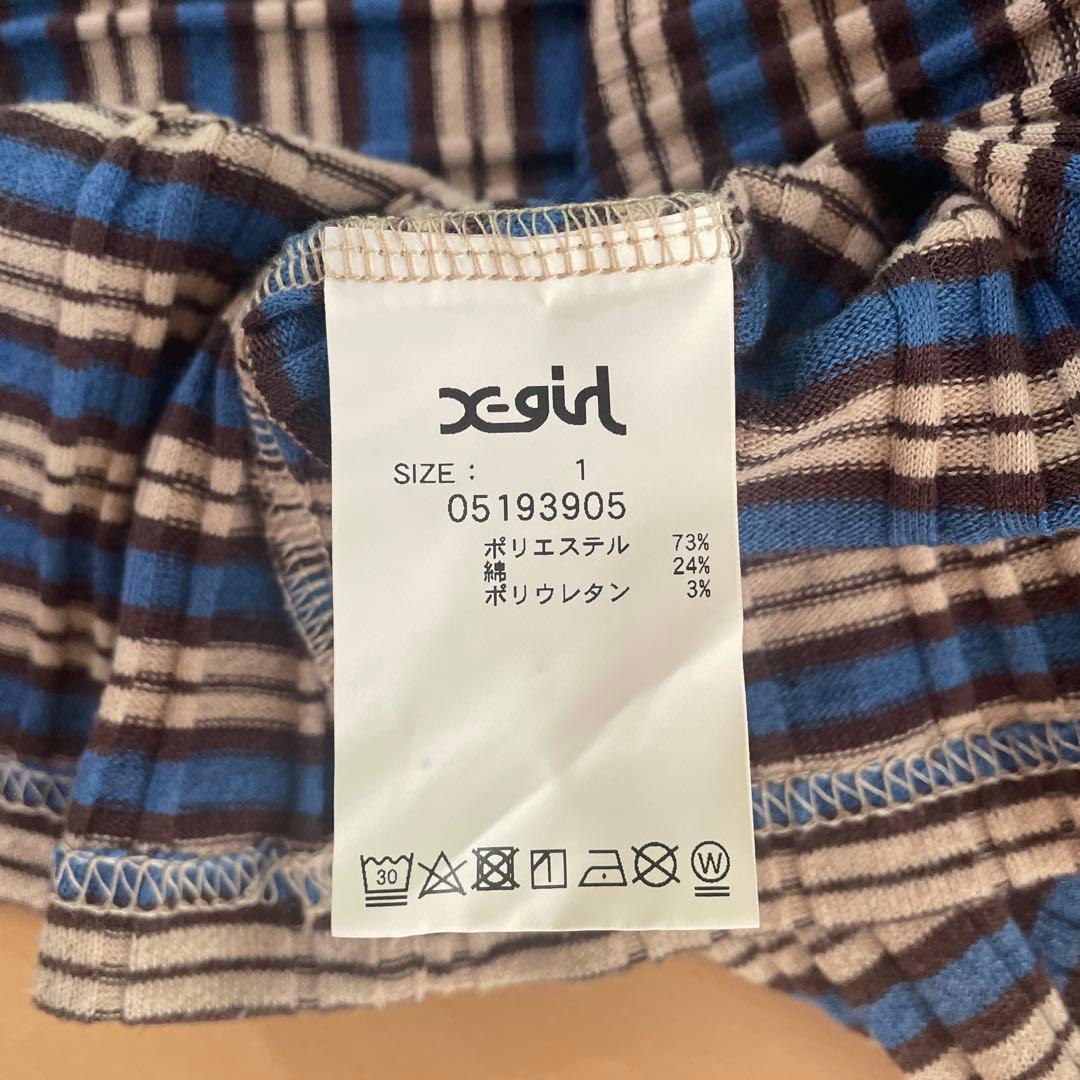 X-girl
SIZE : 1
05193905
ポリエステル 73%
綿 24%
ポリウレタン 3%
30
W